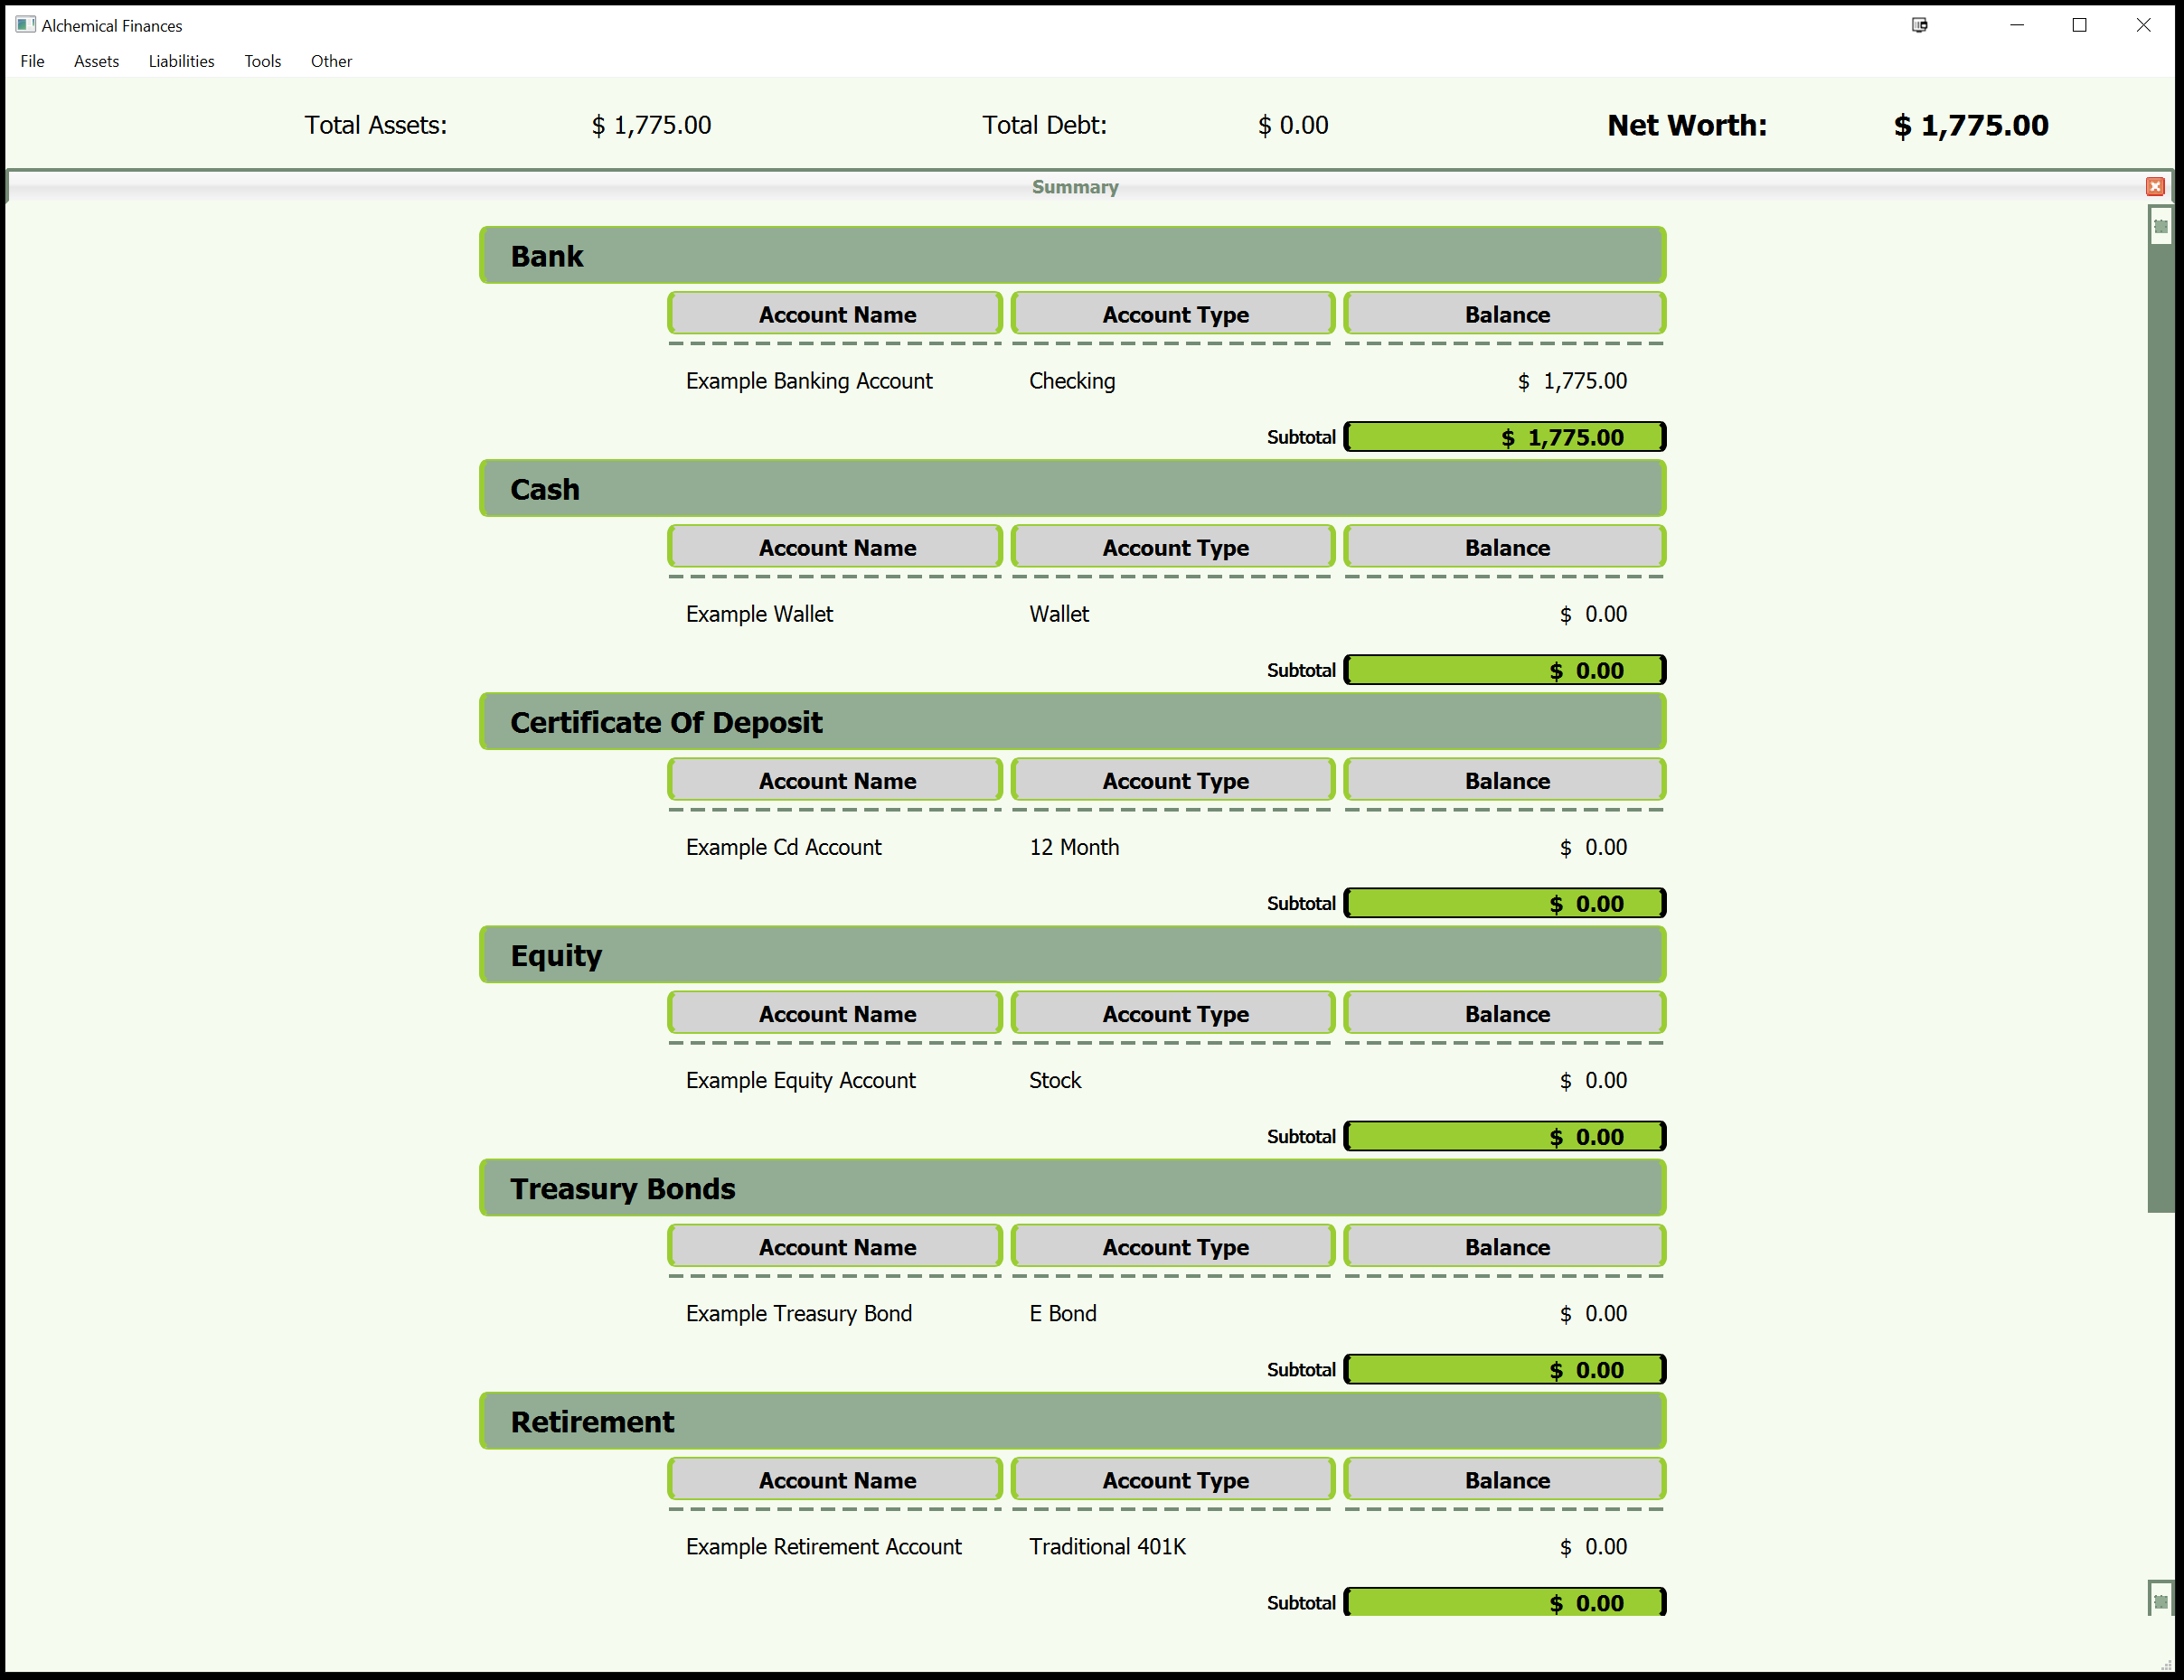 Alchemical Finances
File Assets Liabilities Tools Other
Total Assets: $ 1,775.00 Total Debt: $ 0.00 Net Worth: $ 1,775.00
Summary
Bank
Account Name Account Type Balance
Example Banking Account Checking $ 1,775.00
Subtotal $ 1,775.00
Cash
Account Name Account Type Balance
Example Wallet Wallet $ 0.00
Subtotal $ 0.00
Certificate Of Deposit
Account Name Account Type Balance
Example Cd Account 12 Month $ 0.00
Subtotal $ 0.00
Equity
Account Name Account Type Balance
Example Equity Account Stock $ 0.00
Subtotal $ 0.00
Treasury Bonds
Account Name Account Type Balance
Example Treasury Bond E Bond $ 0.00
Subtotal $ 0.00
Retirement
Account Name Account Type Balance
Example Retirement Account Traditional 401K $ 0.00
Subtotal $ 0.00